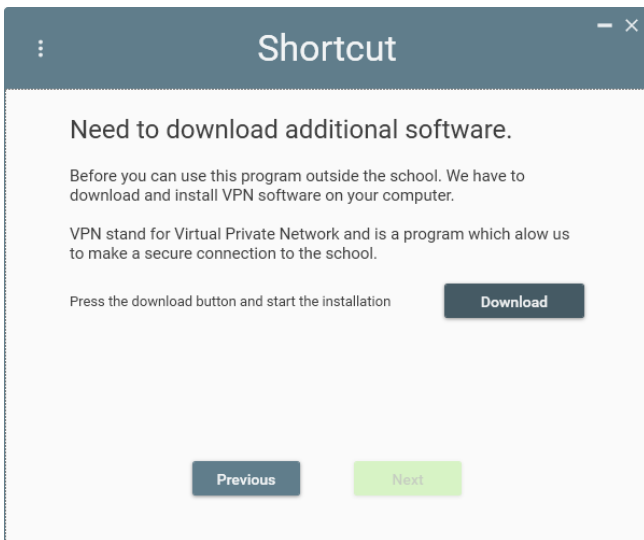 Shortcut
Need to download additional software.
Before you can use this program outside the school. We have to
download and install VPN software on your computer.
VPN stand for Virtual Private Network and is a program which alow us
to make a secure connection to the school.
Press the download button and start the installation
Download
Previous
Next